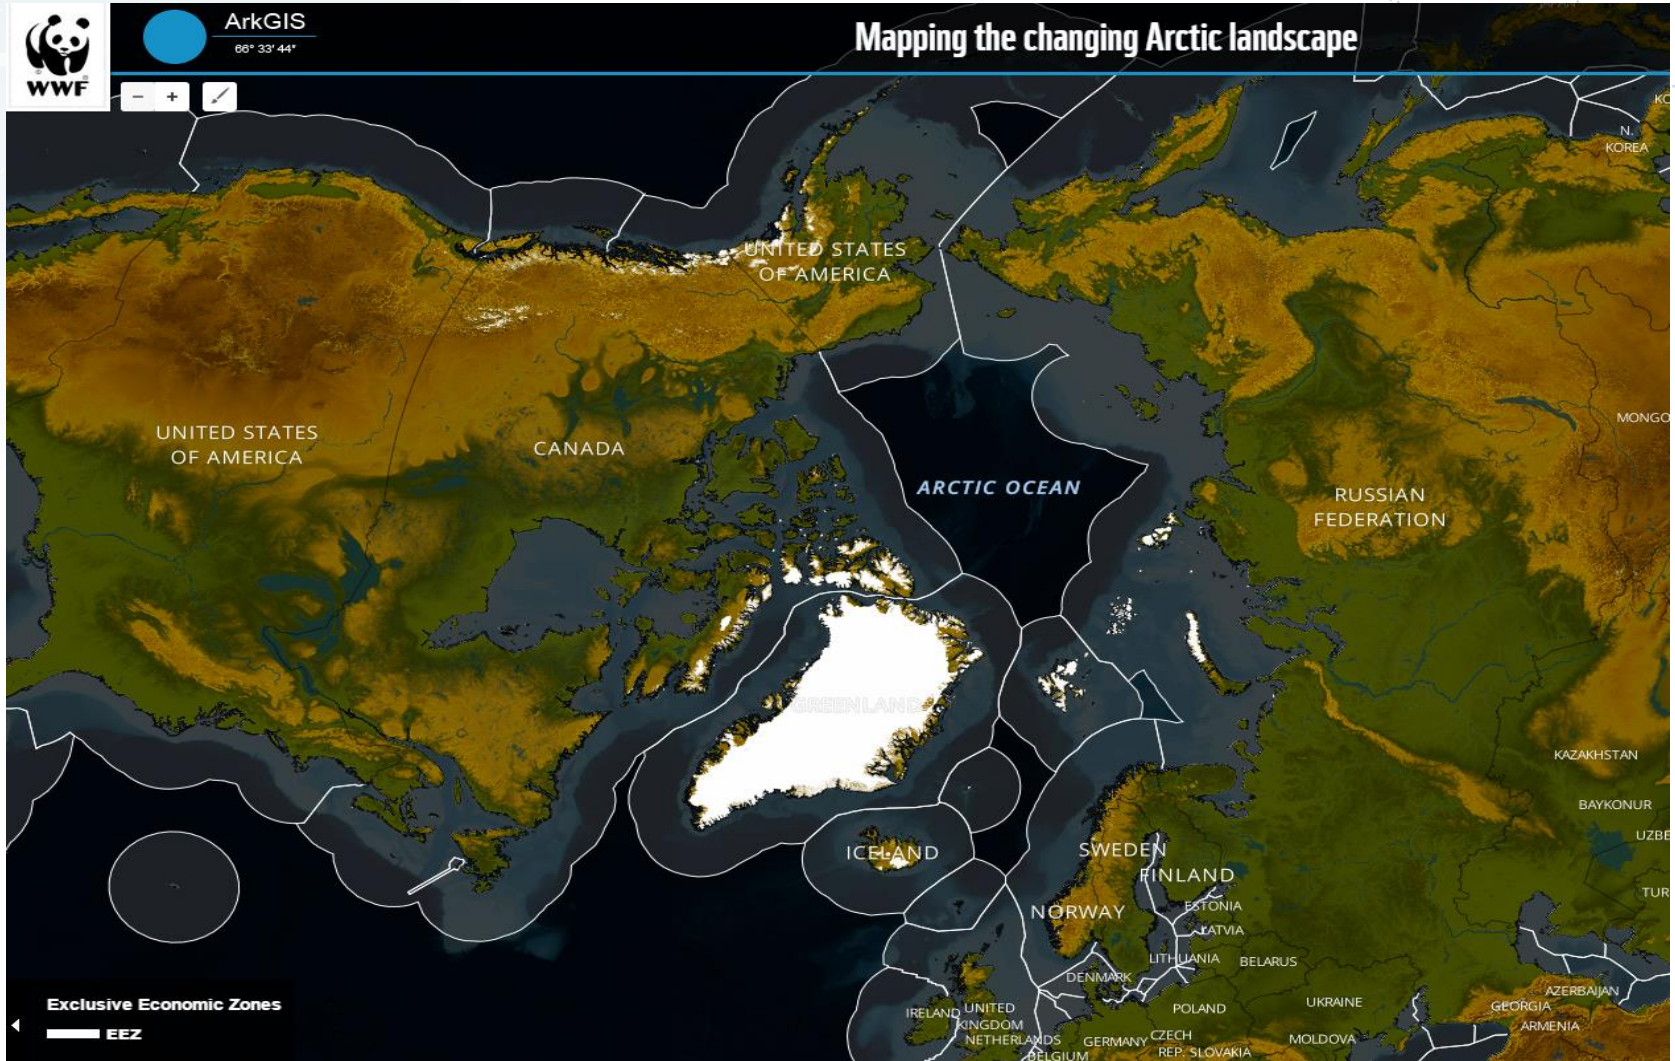 WWF
ArkGIS
66° 33' 44"
Mapping the changing Arctic landscape
− +
N.
KOREA
UNITED STATES
OF AMERICA
UNITED STATES
OF AMERICA
CANADA
ARCTIC OCEAN
RUSSIAN
FEDERATION
MONGO
GREENLAND
KAZAKHSTAN
BAYKONUR
UZBE
TUR
ICELAND
SWEDEN
FINLAND
NORWAY
ESTONIA
LATVIA
LITHUANIA
BELARUS
DENMARK
POLAND
UKRAINE
AZERBAIJAN
GEORGIA
ARMENIA
IRELAND
UNITED
KINGDOM
NETHERLANDS
BELGIUM
GERMANY
CZECH
REP.
SLOVAKIA
MOLDOVA
Exclusive Economic Zones
EEZ